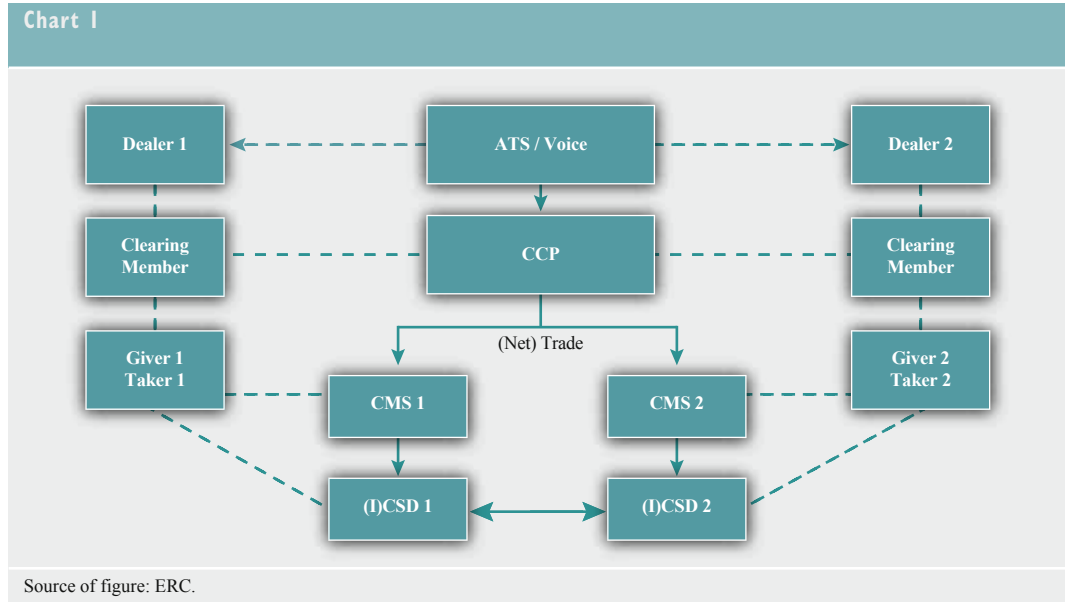 Chart 1
Dealer 1
ATS / Voice
Dealer 2
Clearing
Member
CCP
Clearing
Member
(Net) Trade
Giver 1
Taker 1
Giver 2
Taker 2
CMS 1
CMS 2
(I)CSD 1
(I)CSD 2
Source of figure: ERC.